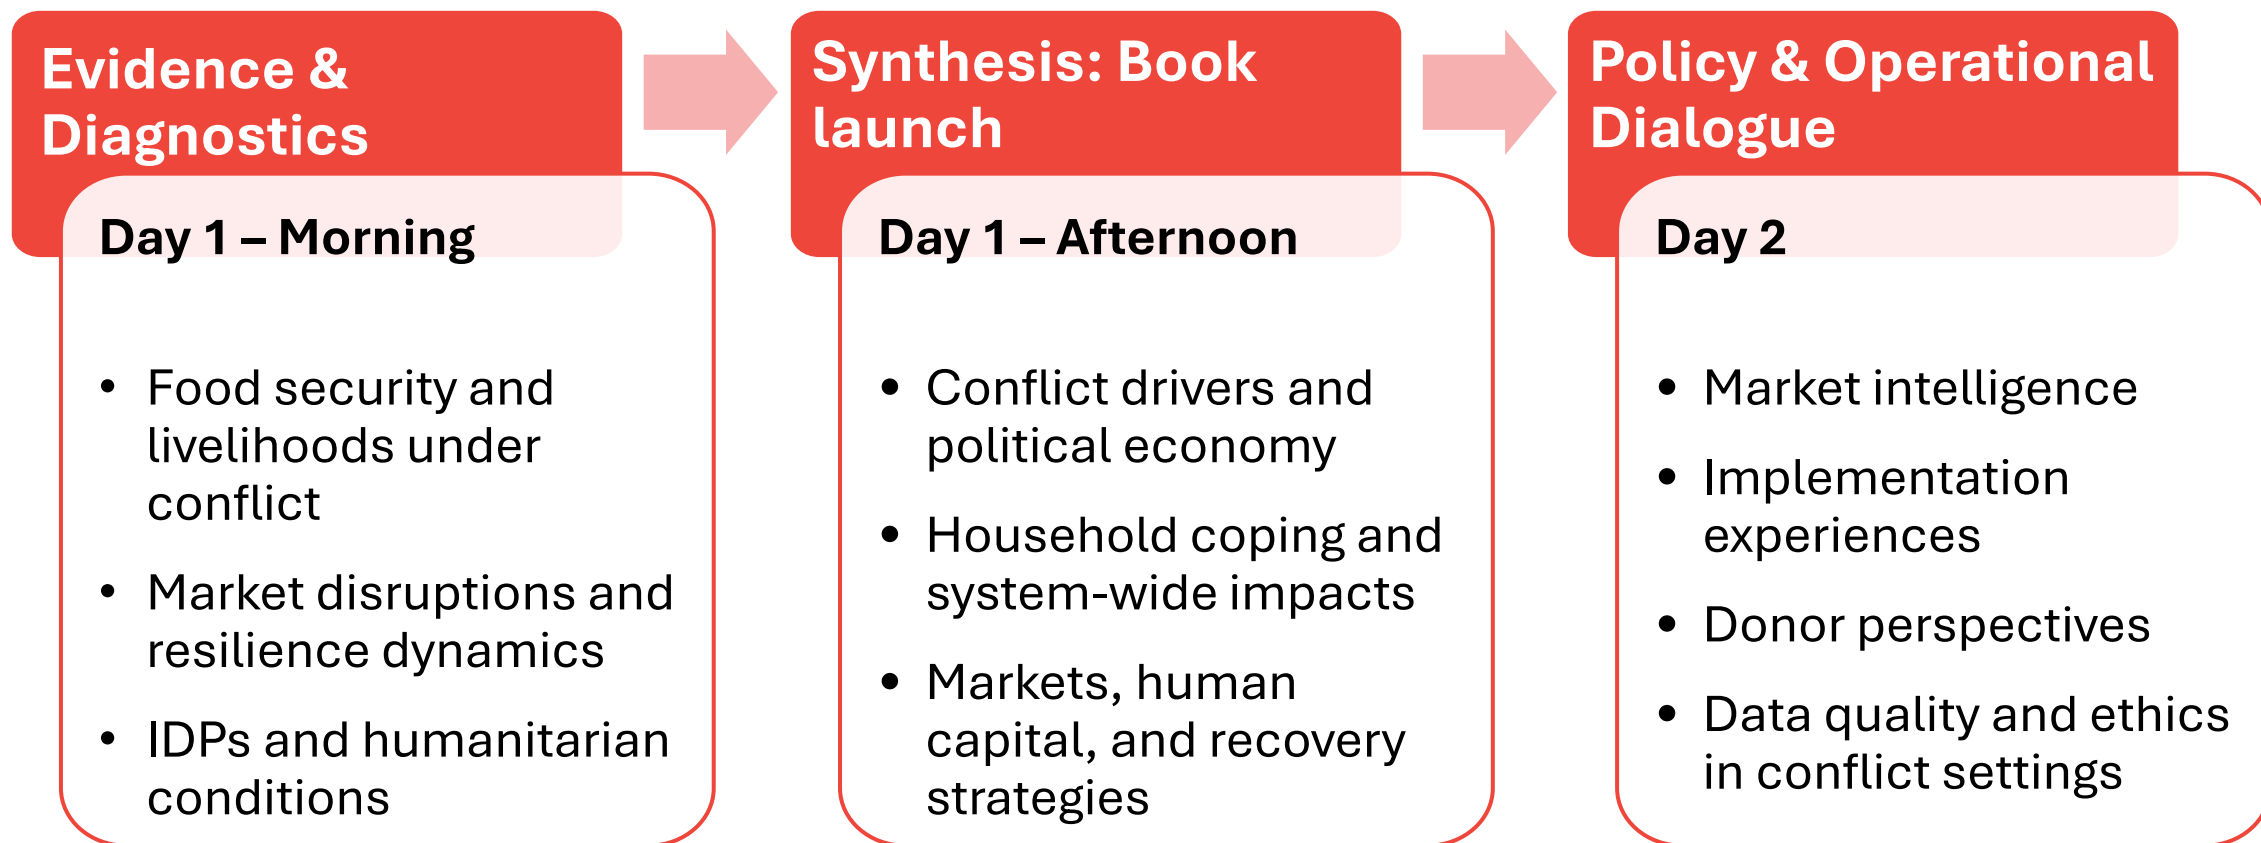 Evidence &
Diagnostics
Day 1 – Morning
• Food security and
livelihoods under
conflict
• Market disruptions and
resilience dynamics
• IDPs and humanitarian
conditions
Synthesis: Book
launch
Day 1 – Afternoon
• Conflict drivers and
political economy
• Household coping and
system-wide impacts
• Markets, human
capital, and recovery
strategies
Policy & Operational
Dialogue
Day 2
• Market intelligence
• Implementation
experiences
• Donor perspectives
• Data quality and ethics
in conflict settings